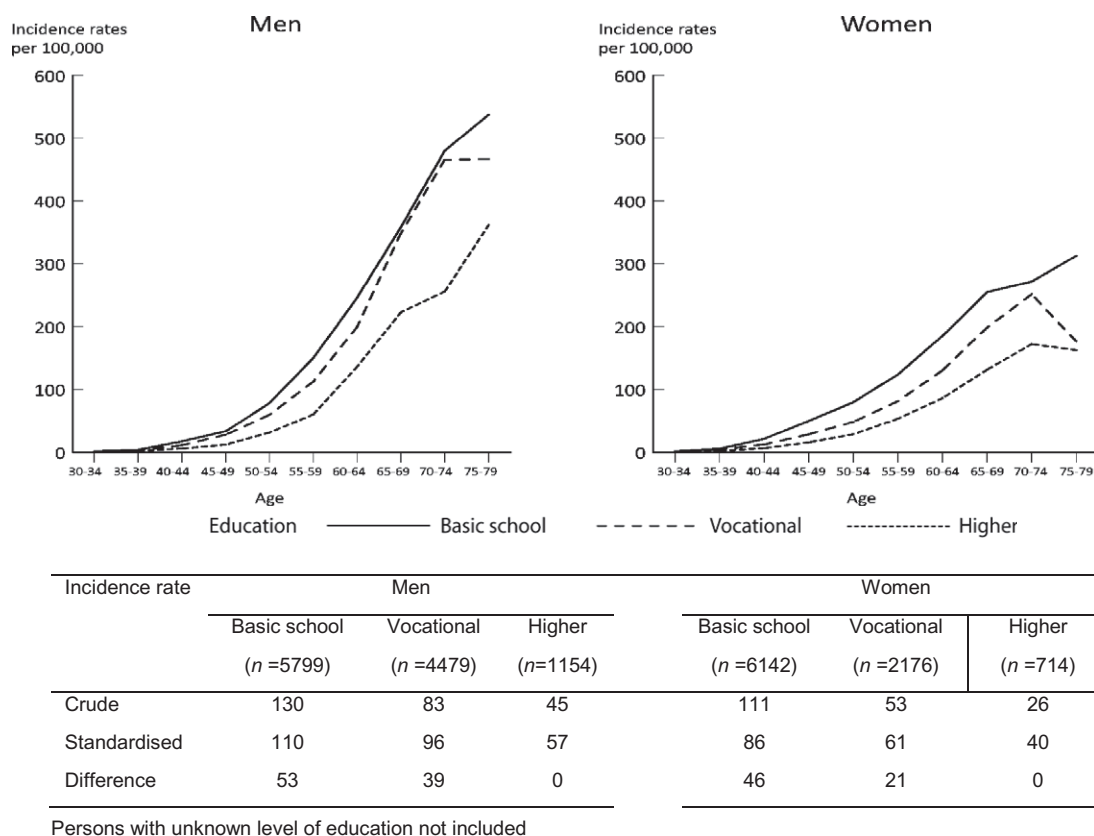 Men
Incidence rates
per 100,000
600
500
400
300
200
100
0
30-34 35-39 40-44 45-49 50-54 55-59 60-64 65-69 70-74 75-79
Age
Women
Incidence rates
per 100,000
600
500
400
300
200
100
0
30-34 35-39 40-44 45-49 50-54 55-59 60-64 65-69 70-74 75-79
Age
Education Basic school Vocational Higher
Incidence rate Men Women
Basic school Vocational Higher Basic school Vocational Higher
(n =5799) (n =4479) (n=1154) (n =6142) (n =2176) (n =714)
Crude 130 83 45 111 53 26
Standardised 110 96 57 86 61 40
Difference 53 39 0 46 21 0
Persons with unknown level of education not included